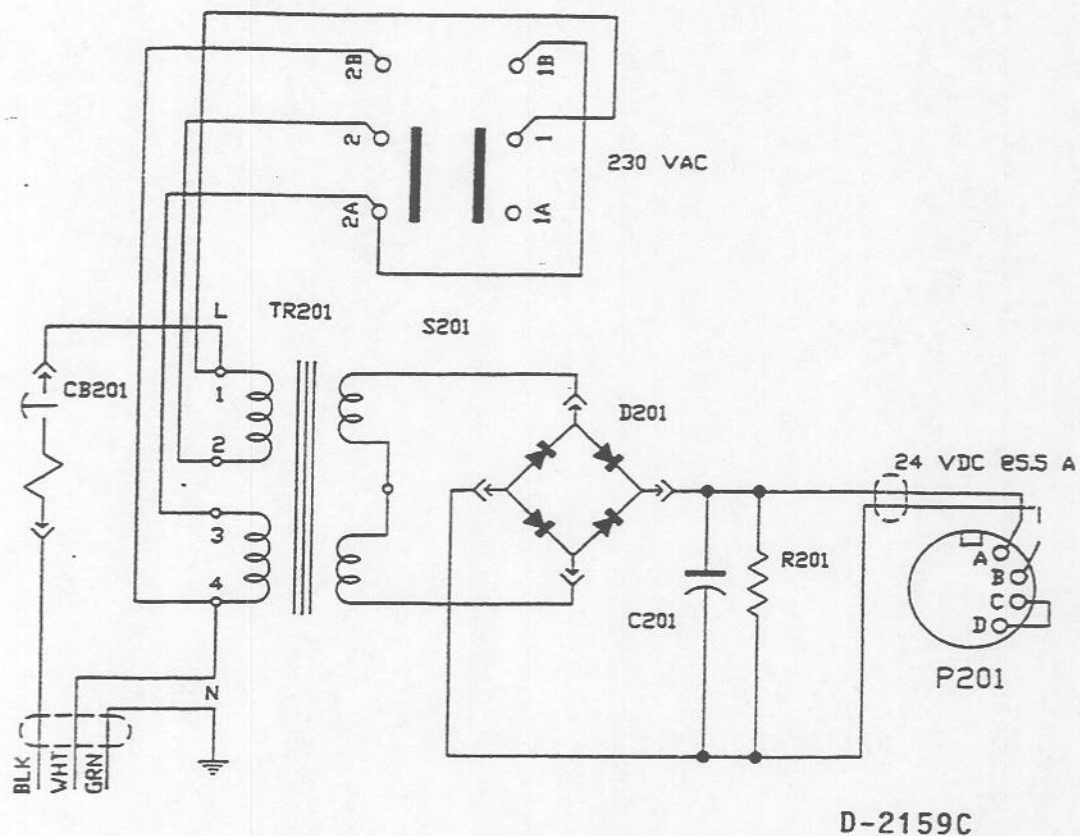 2B
1B
2
1
230 VAC
2A
1A
L
TR201
S201
CB201
1
D201
2
24 VDC @5.5 A
3
R201
A
B
4
C201
C
D
P201
N
BLK
WHT
GRN
D-2159C